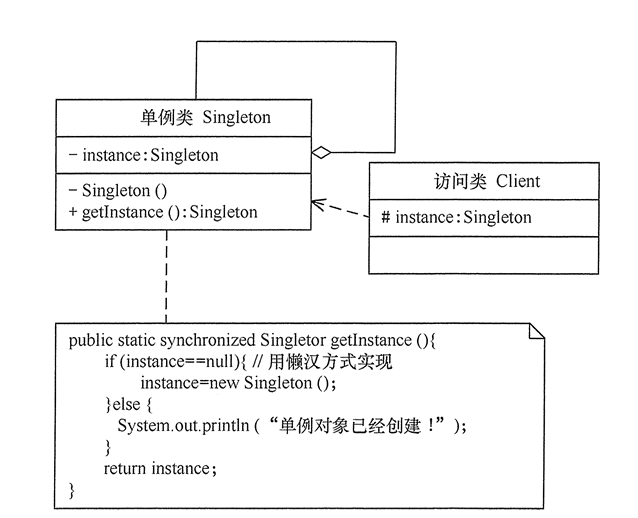 单例类 Singleton
- instance:Singleton
- Singleton ()
+ getInstance ():Singleton
访问类 Client
# instance:Singleton
public static synchronized Singletor getInstance (){
if (instance==null){ // 用懒汉方式实现
instance=new Singleton ();
}else {
System.out.println (“单例对象已经创建！”);
}
return instance;
}